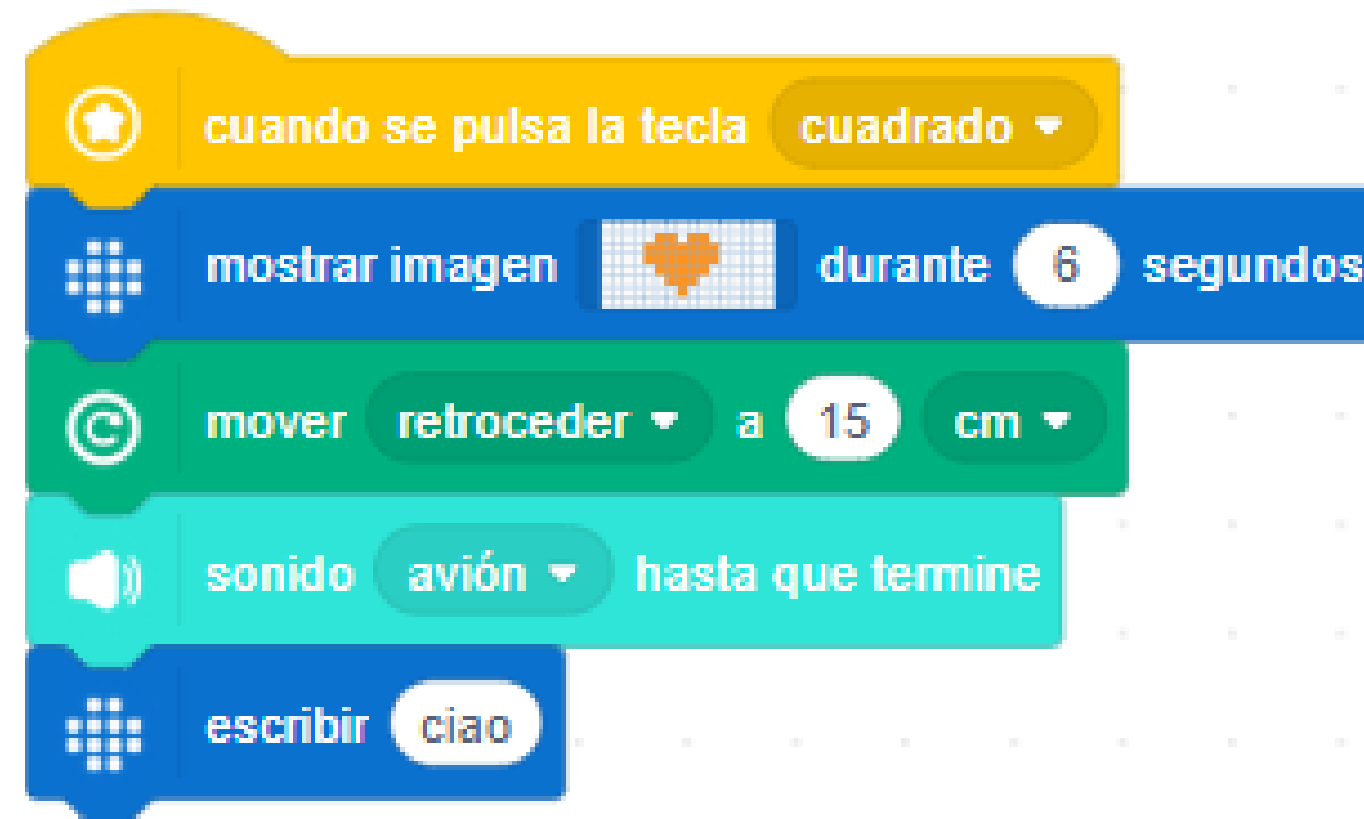 cuando se pulsa la tecla cuadrado
mostrar imagen durante 6 segundos
mover retroceder a 15 cm
sonido avión hasta que termine
escribir ciao